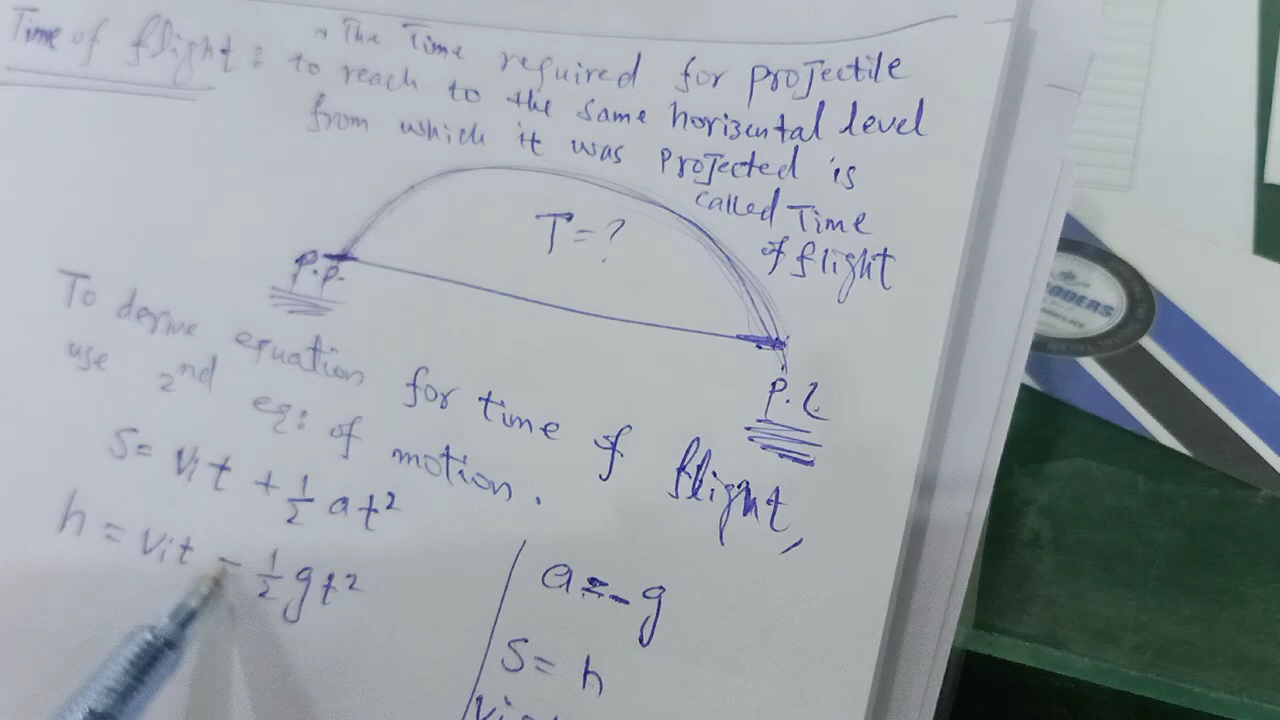 Time of flight: The Time required for projectile
to reach to the same horizental level
from which it was projected is
called Time
of flight
T=?
P.P.
P.L
To derive equation for time of flight,
use 2nd eq: of motion.
S= Vit + 1/2 at²
h = Vit - 1/2 gt²
a=-g
S= h